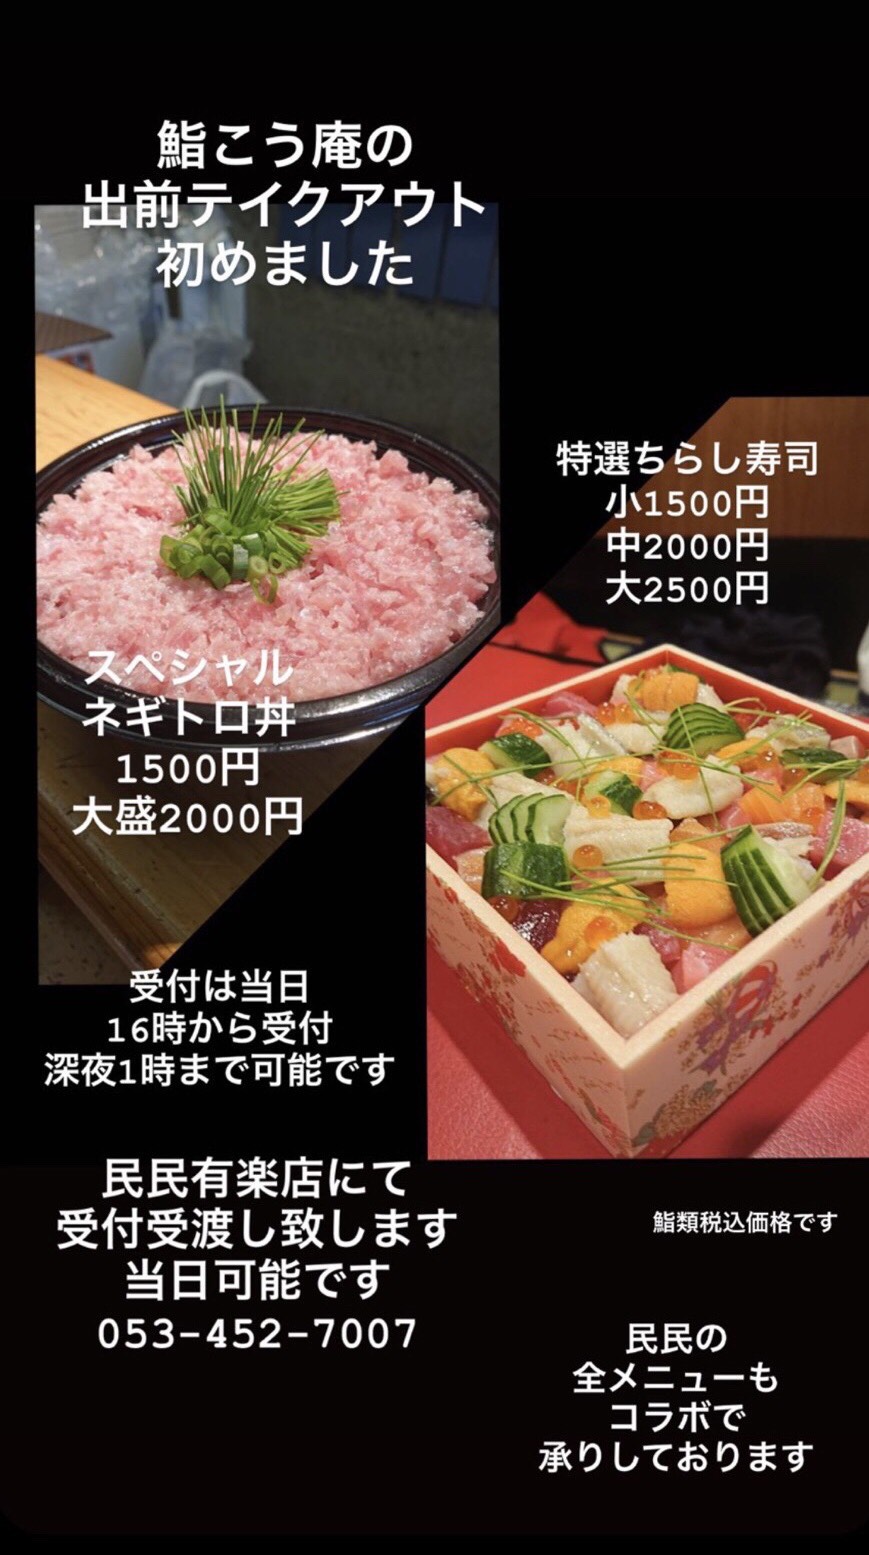 鮨こう庵の
出前テイクアウト
初めました
特選ちらし寿司
小1500円
中2000円
大2500円
スペシャル
ネギトロ丼
1500円
大盛2000円
受付は当日
16時から受付
深夜1時まで可能です
民民有楽店にて
受付受渡し致します
当日可能です
053-452-7007
鮨類税込価格です
民民の
全メニューも
コラボで
承りしております